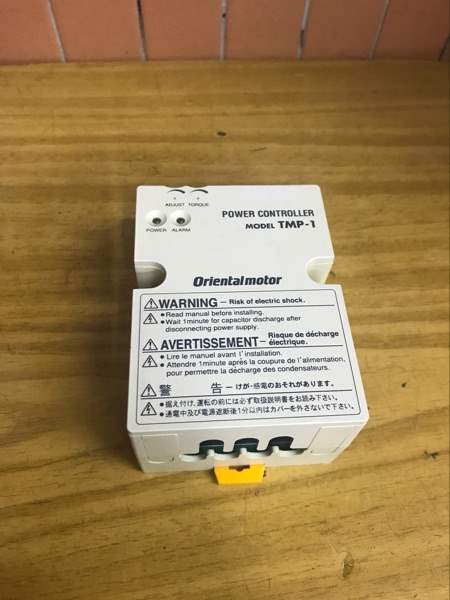 ADJUST TORQUE
POWER ALARM
POWER CONTROLLER
MODEL TMP-1
Orientalmotor
WARNING - Risk of electric shock.
● Read manual before installing.
● Wait 1minute for capacitor discharge after
disconnecting power supply.
AVERTISSEMENT - Risque de décharge
électrique.
● Lire le manuel avant l'installation.
● Attendre 1minute après la coupure de l'alimentation,
pour permettre la décharge des condensateurs.
警 告 - けが・感電のおそれがあります。
● 据え付け、運転の前には必ず取扱説明書をお読み下さい。
● 通電中及び電源遮断後1分以内はカバーを外さないで下さい。